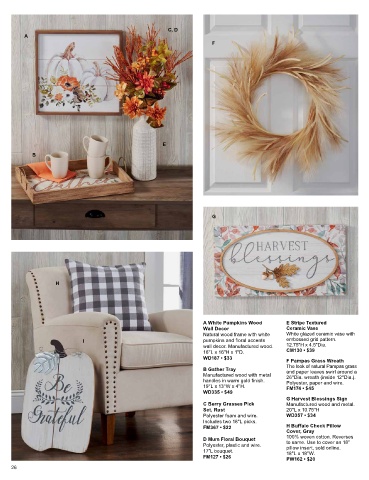 A
C, D
E
S
F
G
HARVEST
blessings
H
Be
Grateful
A White Pumpkins Wood
Wall Decor
Natural wood frame with white
pumpkins and floral accents
wall decor. Manufactured wood.
16"L x 16"H x 1"D.
WD187 • $33
B Gather Tray
Manufactured wood with metal
handles in warm gold finish.
19"L x 13"W x 4"H.
WD335 • $49
C Berry Grasses Pick
Set, Rust
Polyester foam and wire.
Includes two 16"L picks.
FM367 • $22
D Mum Floral Bouquet
Polyester, plastic and wire.
17"L bouquet.
FM127 • $26
E Stripe Textured
Ceramic Vase
White glazed ceramic vase with
embossed grid pattern.
12.75"H x 4.5"Dia.
CM130 • $39
F Pampas Grass Wreath
The look of natural Pampas grass
and paper leaves swirl around a
26"Dia. wreath (inside 12"Dia.).
Polyester, paper and wire.
FM174 • $45
G Harvest Blessings Sign
Manufactured wood and metal.
20"L x 10.75"H
WD357 • $34
H Buffalo Check Pillow
Cover, Gray
100% woven cotton. Reverses
to same. Use to cover an 18"
pillow insert, sold online.
18"L x 18"W.
PW162 • $20
26